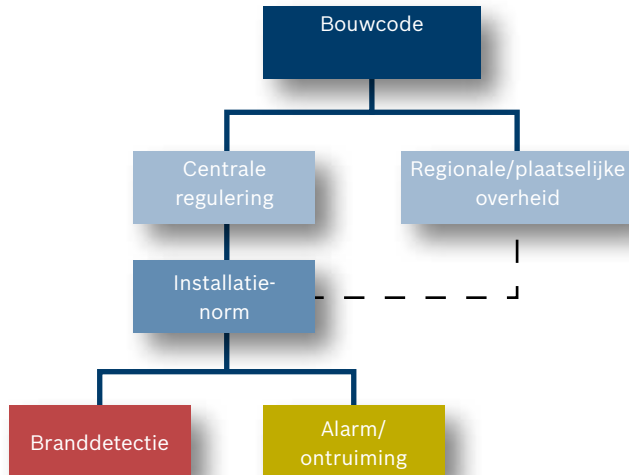 Bouwcode
Centrale
regulering
Regionale/plaatselijke
overheid
Installatie-
norm
Branddetectie
Alarm/
ontruiming